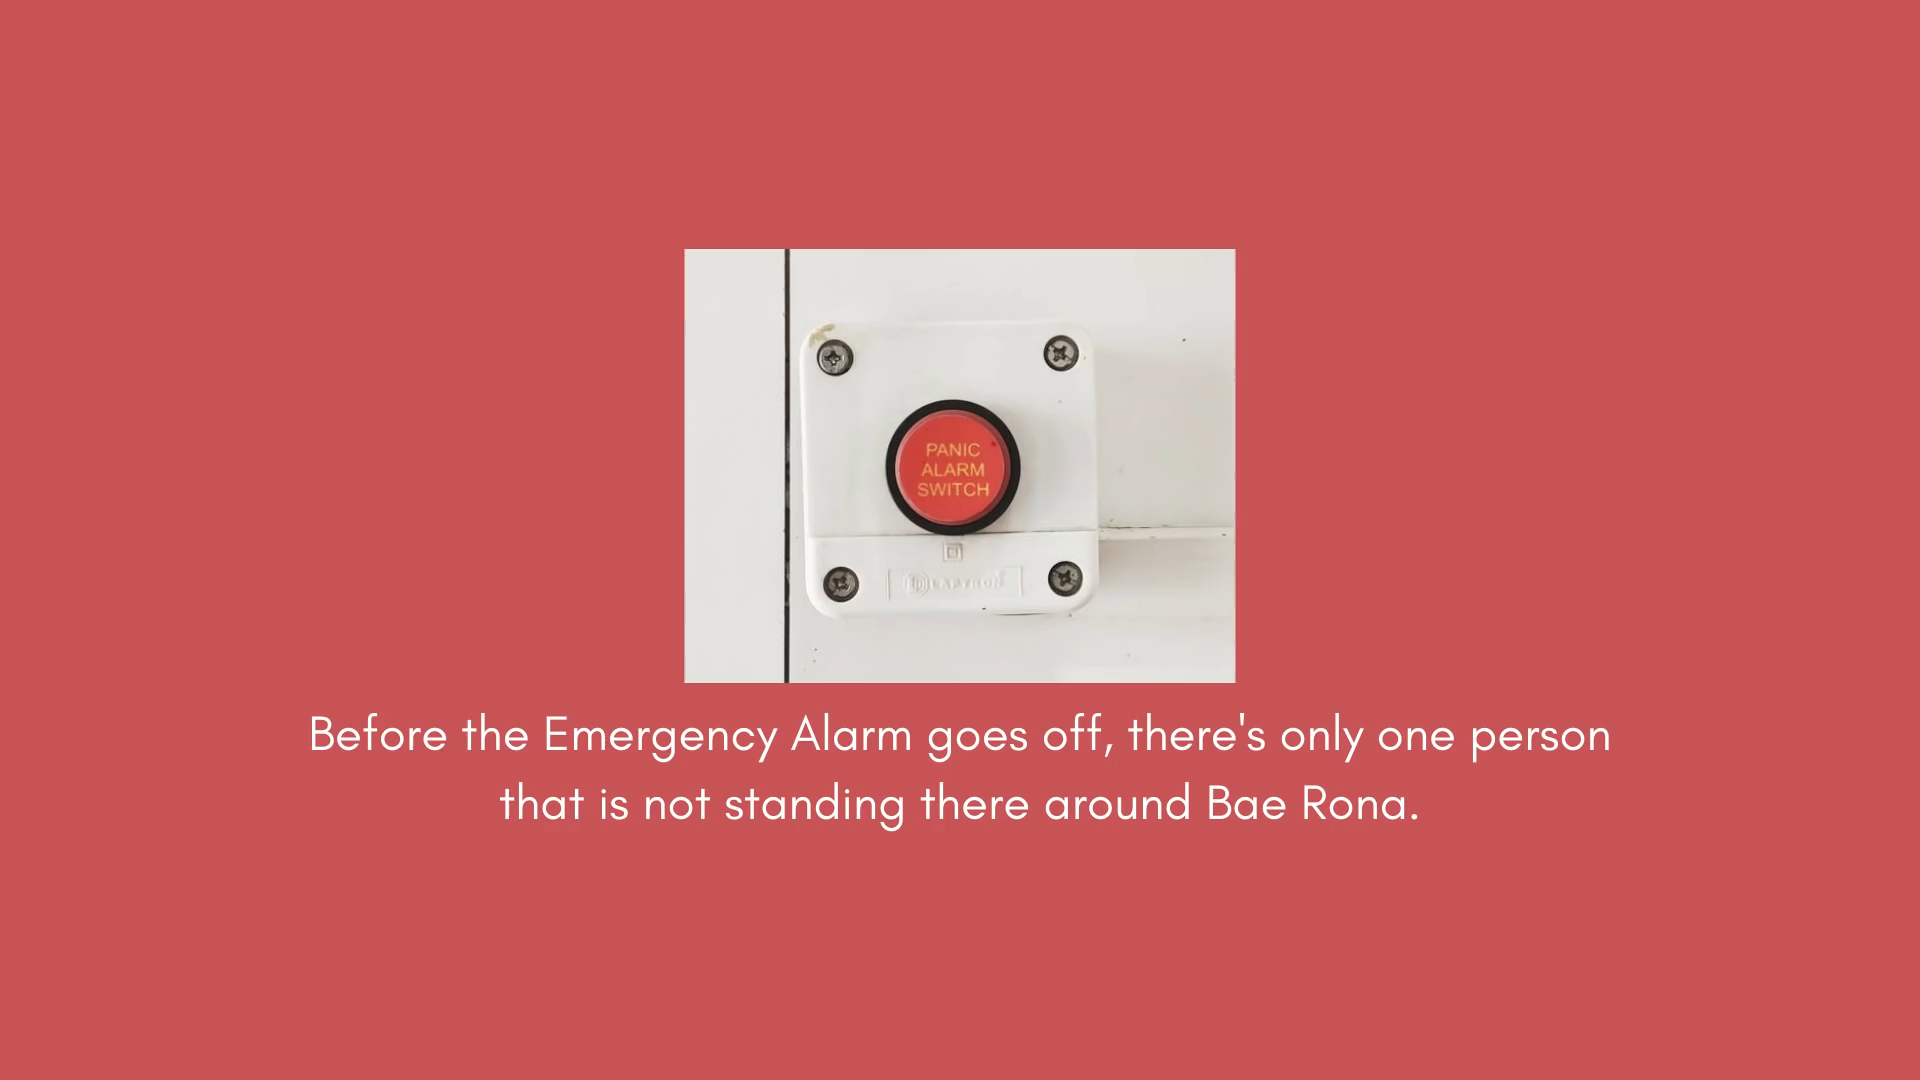 PANIC
ALARM
SWITCH
LAPTRON
Before the Emergency Alarm goes off, there's only one person
that is not standing there around Bae Rona.